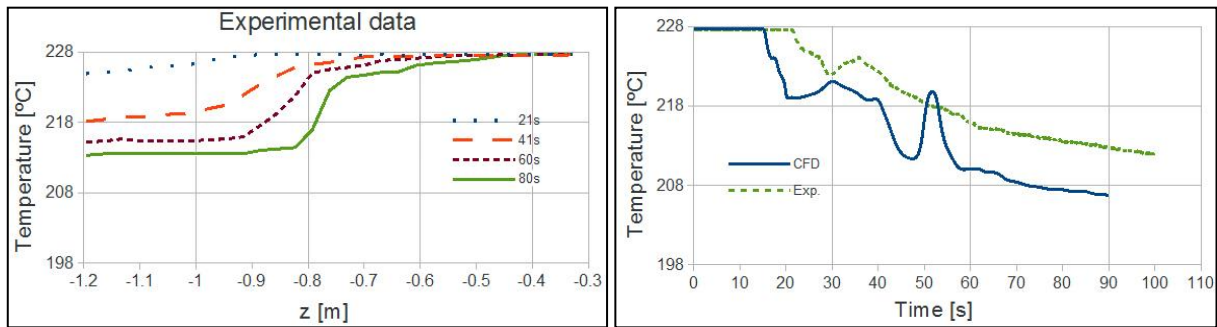 Experimental data
Temperature [ºC]
228
218
208
198
-1.2 -1.1 -1 -0.9 -0.8 -0.7 -0.6 -0.5 -0.4 -0.3
z [m]
21s
41s
60s
80s
Temperature [ºC]
228
218
208
198
0 10 20 30 40 50 60 70 80 90 100 110
Time [s]
CFD
Exp.